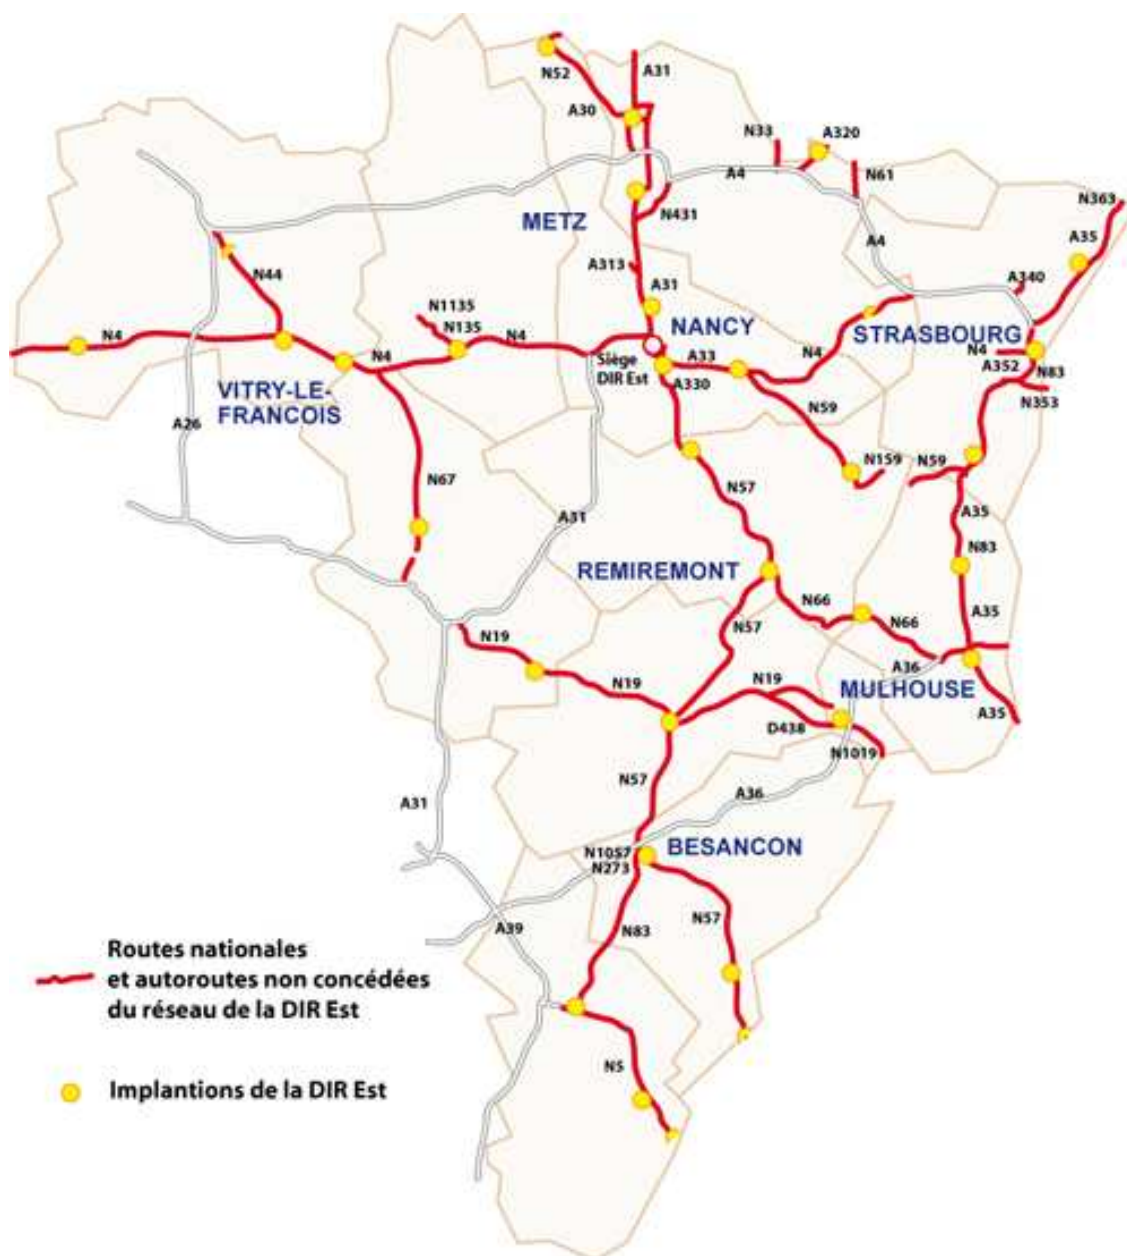 N52
A31
A30
N33
A320
A4
N61
N363
METZ
N431
A4
A35
N44
A313
A340
N1135
A31
N4
N135
N4
NANCY
STRASBOURG
N4
Siège
DIR Est
A33
N4
N4
A352
N83
A330
N353
VITRY-LE-
FRANCOIS
N59
A26
N67
N57
N159
N59
A31
A35
N83
REMIREMONT
N66
N57
N66
A35
N19
A36
N19
N19
MULHOUSE
D438
A35
N1019
N57
A36
A31
N1057
N273
BESANCON
A39
N83
N57
Routes nationales
et autoroutes non concédées
du réseau de la DIR Est
N5
Implantions de la DIR Est